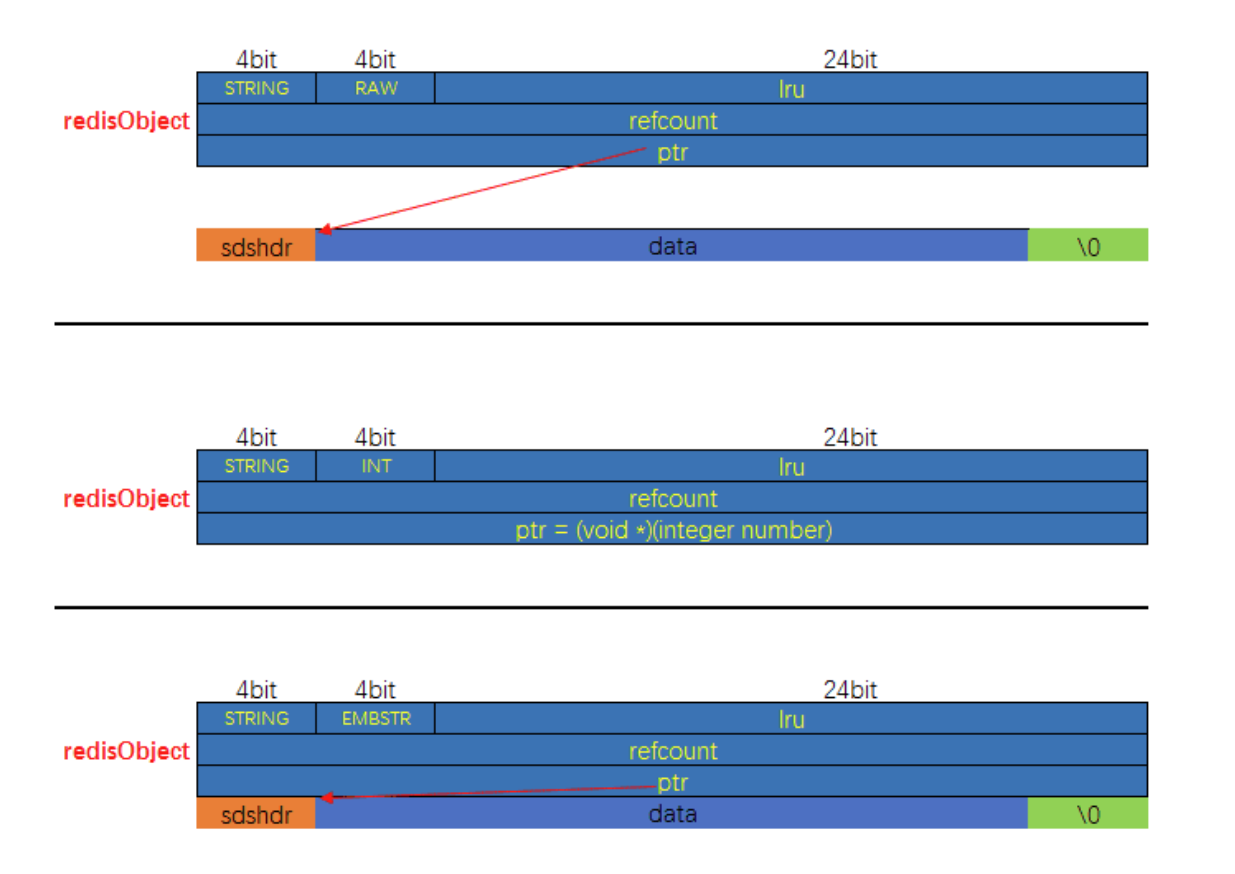 4bit 4bit 24bit
STRING RAW lru
redisObject refcount
ptr
sdshdr data \0
4bit 4bit 24bit
STRING INT lru
redisObject refcount
ptr = (void *)(integer number)
4bit 4bit 24bit
STRING EMBSTR lru
redisObject refcount
ptr
sdshdr data \0